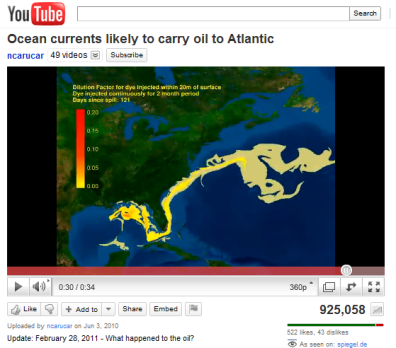 YouTube
Search
Ocean currents likely to carry oil to Atlantic
ncarucar 49 videos Subscribe
Dilution Factor for dye injected within 20m of surface
Dye injected continuously for 2 month period
Days since spill: 121
0.20
0.15
0.10
0.05
0.00
0:30 / 0:34
360p
Like
Add to
Share
Embed
925,058
Uploaded by ncarucar on Jun 3, 2010
522 likes, 43 dislikes
Update: February 28, 2011 - What happened to the oil?
As seen on: spiegel.de